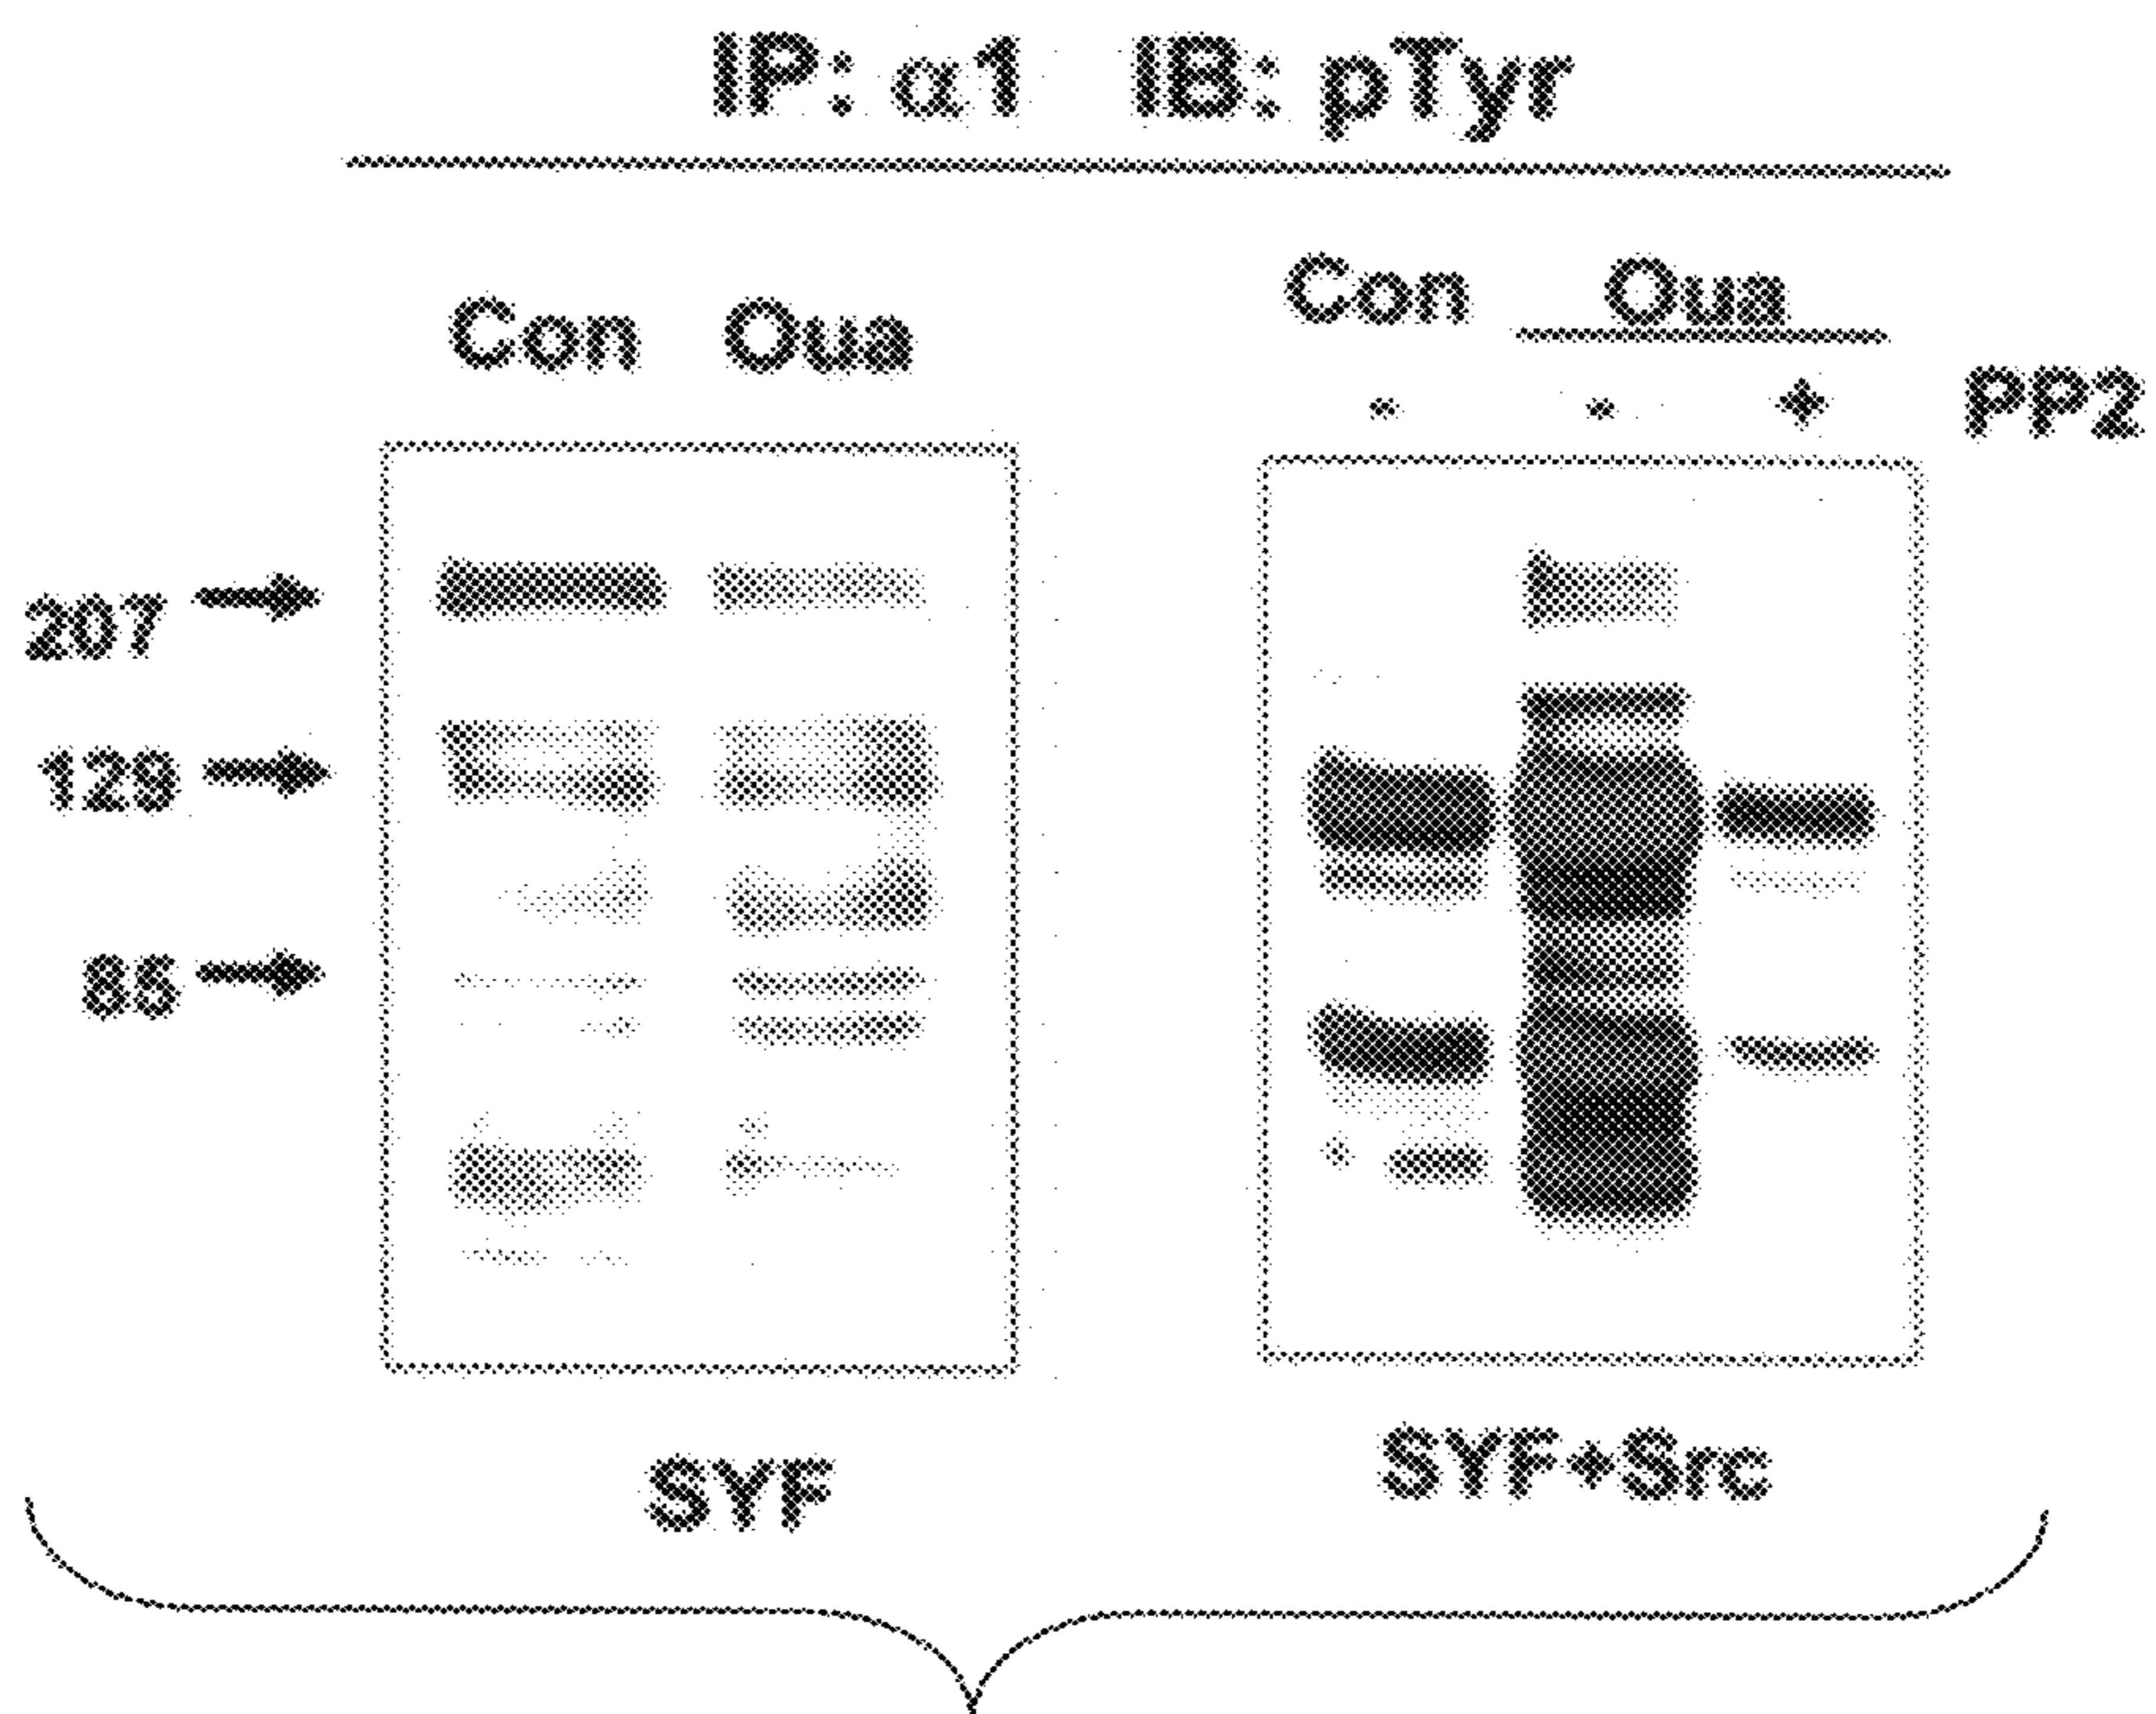 IP: α1 IB: pTyr
Con Oua
Con Oua
- - + PP2
207
129
85
SYF
SYF+Src